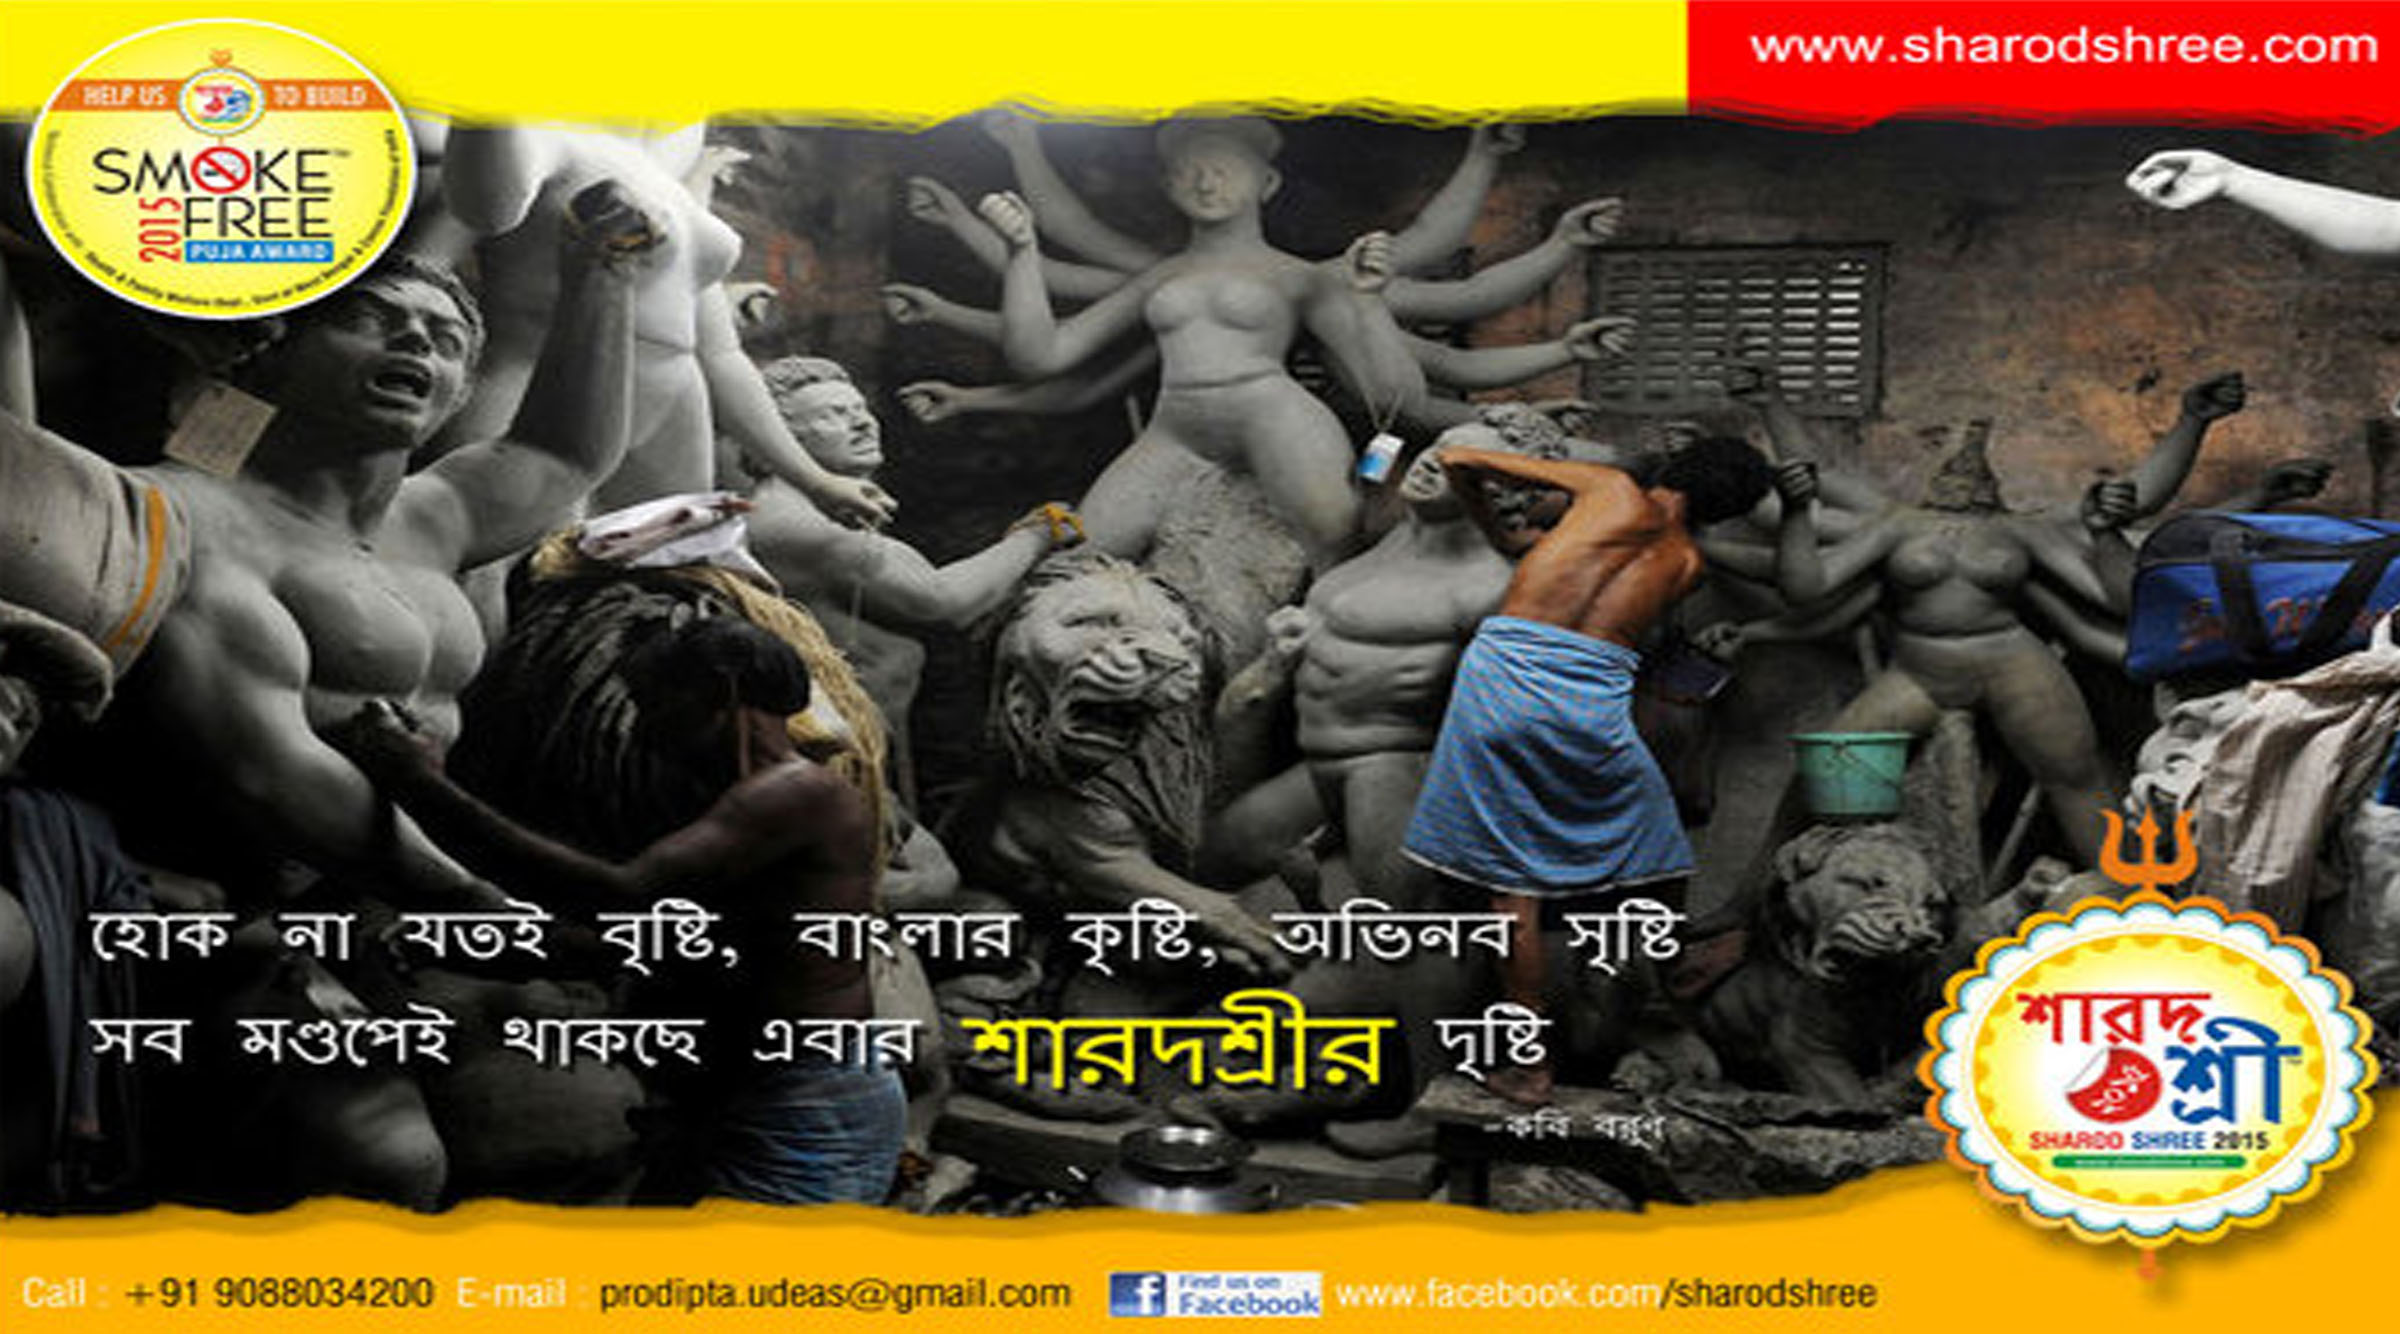 www.sharodshree.com
HELP US TO BUILD
SMOKE FREE
2015
PUJA AWARD
হোক না যতই বৃষ্টি, বাংলার কৃষ্টি, অভিনব সৃষ্টি
সব মণ্ডপেই থাকছে এবার শারদশ্রীর দৃষ্টি
-কবি বরুণ
শারদ
শ্রী
SHAROD SHREE 2015
Call : +91 9088034200 E-mail : prodipta.udeas@gmail.com Find us on Facebook www.facebook.com/sharodshree